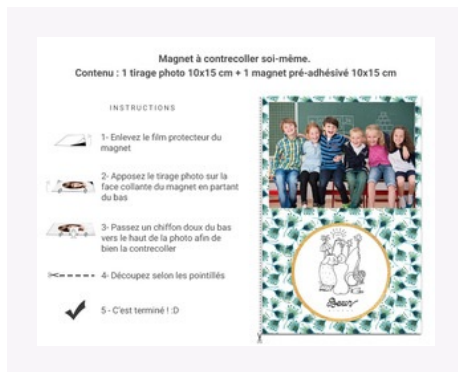 Magnet à contrecoller soi-même.
Contenu : 1 tirage photo 10x15 cm + 1 magnet pré-adhésivé 10x15 cm
INSTRUCTIONS
1- Enlevez le film protecteur du
magnet
2- Apposez le tirage photo sur la
face collante du magnet en partant
du bas
3- Passez un chiffon doux du bas
vers le haut de la photo afin de
bien la contrecoller
4- Découpez selon les pointillés
5 - C'est terminé ! :D